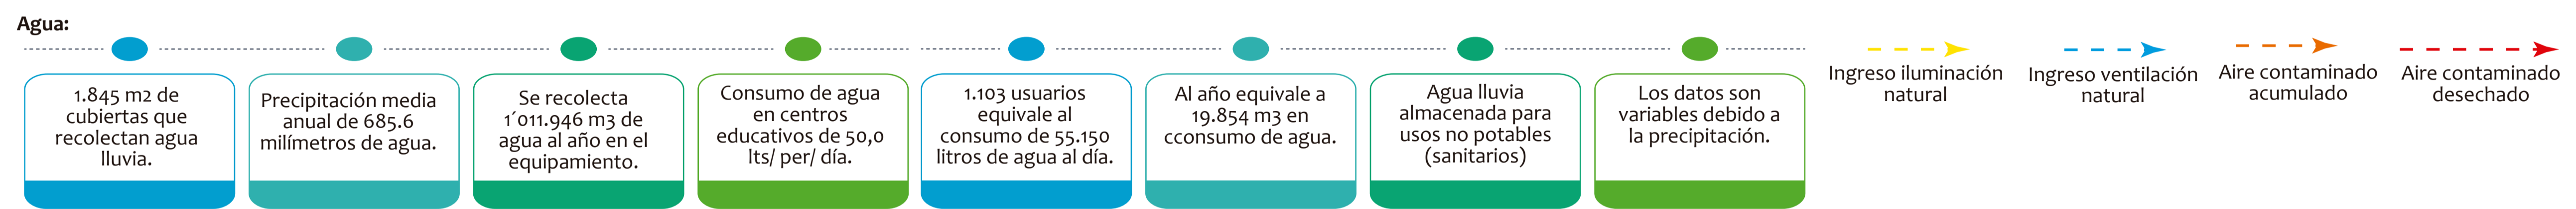 Agua:
1.845 m2 de
cubiertas que
recolectan agua
lluvia.
Precipitación media
anual de 685.6
milímetros de agua.
Se recolecta
1´011.946 m3 de
agua al año en el
equipamiento.
Consumo de agua
en centros
educativos de 50,0
lts/ per/ día.
1.103 usuarios
equivale al
consumo de 55.150
litros de agua al día.
Al año equivale a
19.854 m3 en
cconsumo de agua.
Agua lluvia
almacenada para
usos no potables
(sanitarios)
Los datos son
variables debido a
la precipitación.
Ingreso iluminación
natural
Ingreso ventilación
natural
Aire contaminado
acumulado
Aire contaminado
desechado